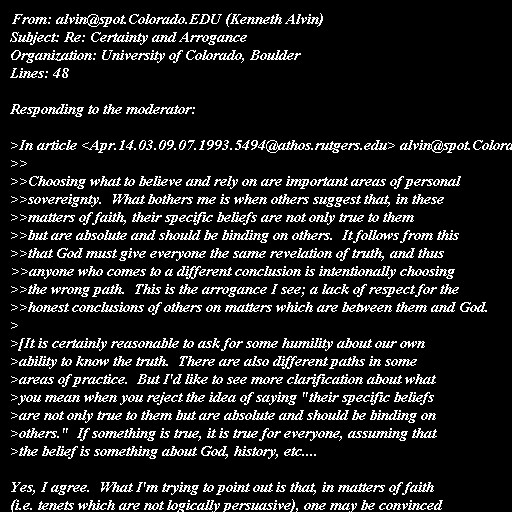 From: alvin@spot.Colorado.EDU (Kenneth Alvin)
Subject: Re: Certainty and Arrogance
Organization: University of Colorado, Boulder
Lines: 48

Responding to the moderator:

>In article <Apr.14.03.09.07.1993.5494@athos.rutgers.edu> alvin@spot.Colora
>>
>>Choosing what to believe and rely on are important areas of personal
>>sovereignty.  What bothers me is when others suggest that, in these
>>matters of faith, their specific beliefs are not only true to them
>>but are absolute and should be binding on others.  It follows from this
>>that God must give everyone the same revelation of truth, and thus
>>anyone who comes to a different conclusion is intentionally choosing
>>the wrong path.  This is the arrogance I see; a lack of respect for the
>>honest conclusions of others on matters which are between them and God.
>
>[It is certainly reasonable to ask for some humility about our own
>ability to know the truth.  There are also different paths in some
>areas of practice.  But I'd like to see more clarification about what
>you mean when you reject the idea of saying "their specific beliefs
>are not only true to them but are absolute and should be binding on
>others."  If something is true, it is true for everyone, assuming that
>the belief is something about God, history, etc....

Yes, I agree.  What I'm trying to point out is that, in matters of faith
(i.e. tenets which are not logically persuasive), one may be convinced